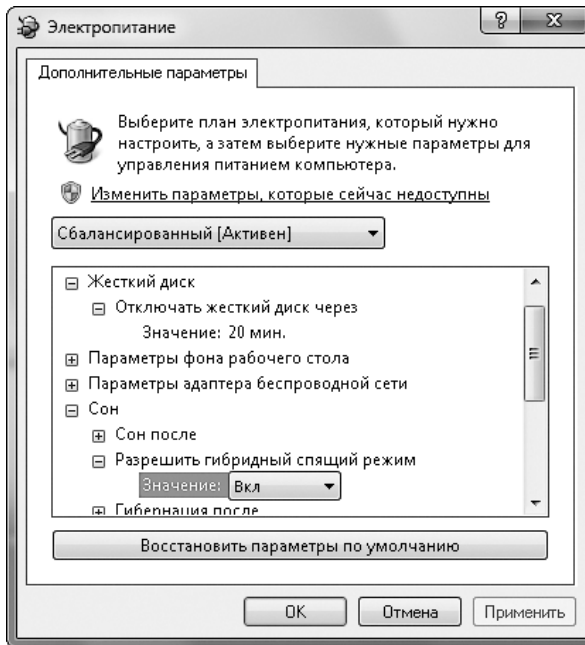 Электропитание
Дополнительные параметры
Выберите план электропитания, который нужно
настроить, а затем выберите нужные параметры для
управления питанием компьютера.
Изменить параметры, которые сейчас недоступны
Сбалансированный [Активен]
Жесткий диск
Отключать жесткий диск через
Значение: 20 мин.
Параметры фона рабочего стола
Параметры адаптера беспроводной сети
Сон
Сон после
Разрешить гибридный спящий режим
Значение: Вкл
Гибернация после
Восстановить параметры по умолчанию
OK Отмена Применить